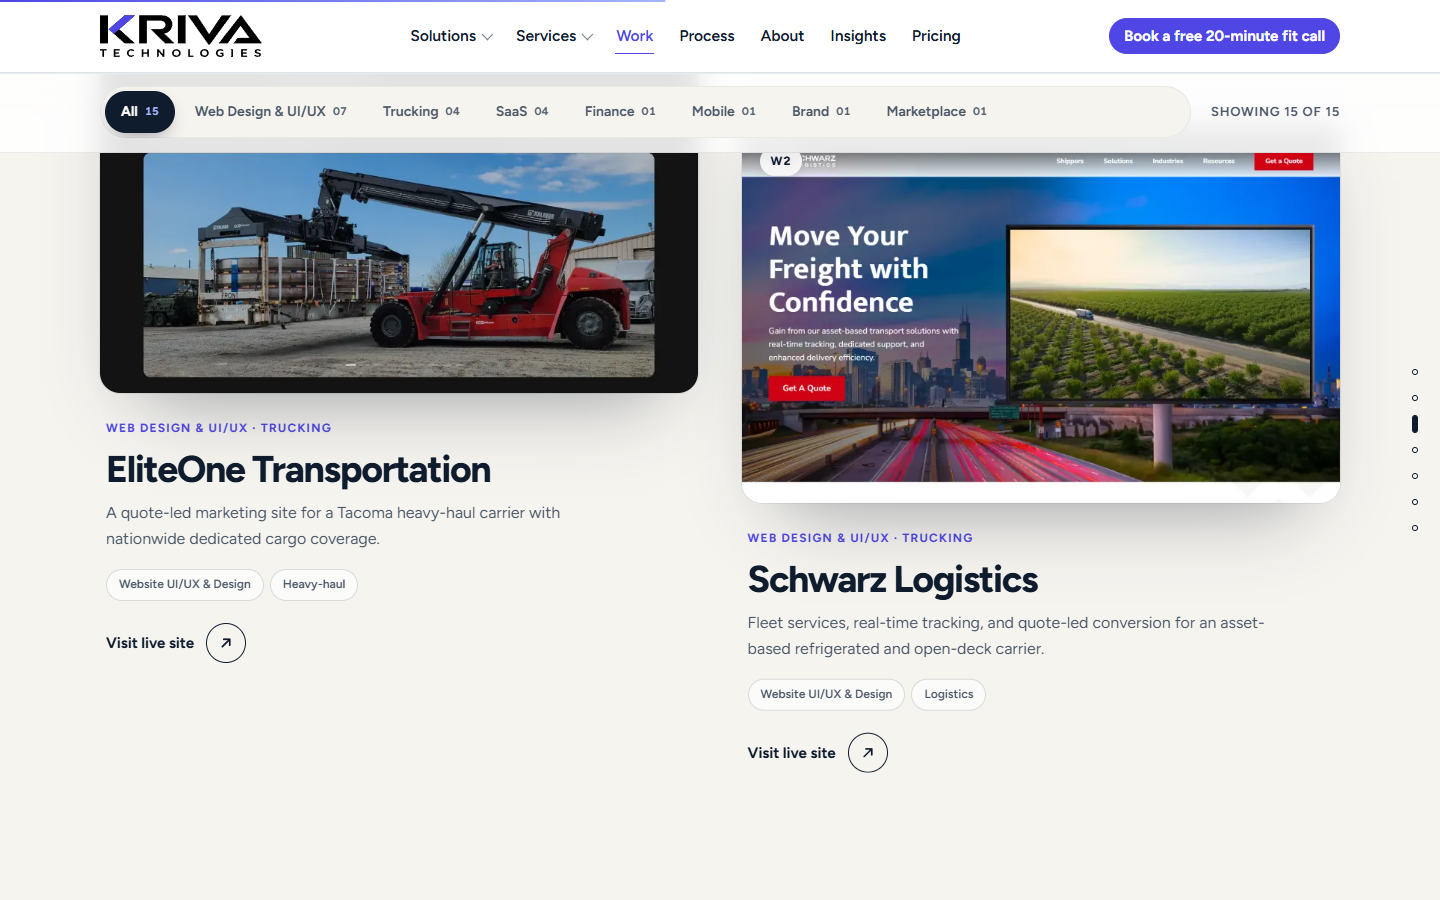 KRIVA
TECHNOLOGIES
Solutions
Services
Work
Process
About
Insights
Pricing
Book a free 20-minute fit call
All 15
Web Design & UI/UX 07
Trucking 04
SaaS 04
Finance 01
Mobile 01
Brand 01
Marketplace 01
SHOWING 15 OF 15
FRONT
WEB DESIGN & UI/UX · TRUCKING
EliteOne Transportation
A quote-led marketing site for a Tacoma heavy-haul carrier with
nationwide dedicated cargo coverage.
Website UI/UX & Design
Heavy-haul
Visit live site
W2
Shippers
Solutions
Industries
Resources
Get a Quote
Move Your
Freight with
Confidence
Gain from our asset-based transport solutions with
real-time tracking, dedicated support, and
enhanced delivery efficiency.
Get A Quote
WEB DESIGN & UI/UX · TRUCKING
Schwarz Logistics
Fleet services, real-time tracking, and quote-led conversion for an asset-
based refrigerated and open-deck carrier.
Website UI/UX & Design
Logistics
Visit live site